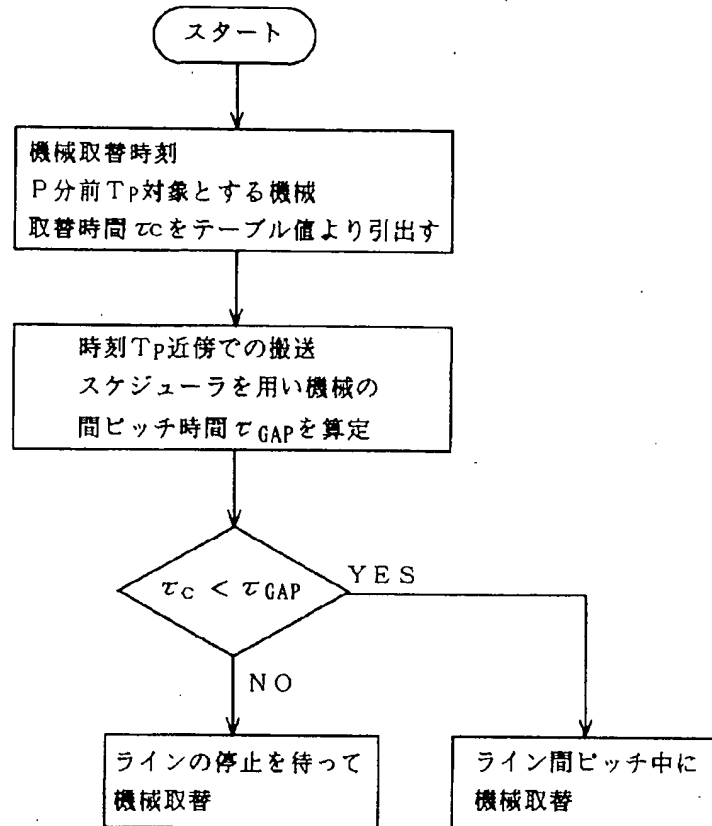 スタート
機械取替時刻
P分前TP対象とする機械
取替時間τCをテーブル値より引出す
時刻TP近傍での搬送
スケジューラを用い機械の
間ピッチ時間τGAPを算定
τC < τGAP
YES
NO
ラインの停止を待って
機械取替
ライン間ピッチ中に
機械取替